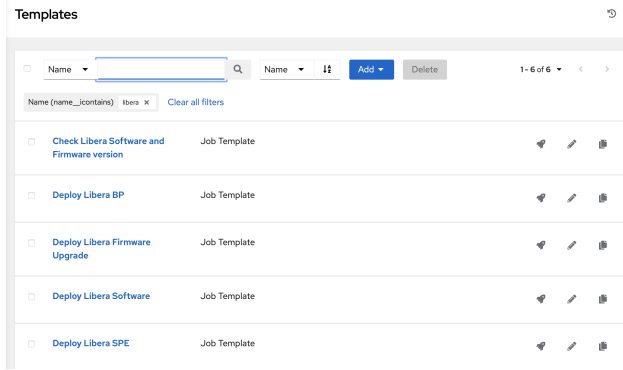 Templates
Name
Name
Add
Delete
1 - 6 of 6
Name (name__icontains) libera ×
Clear all filters
Check Libera Software and
Firmware version
Job Template
Deploy Libera BP
Job Template
Deploy Libera Firmware
Upgrade
Job Template
Deploy Libera Software
Job Template
Deploy Libera SPE
Job Template